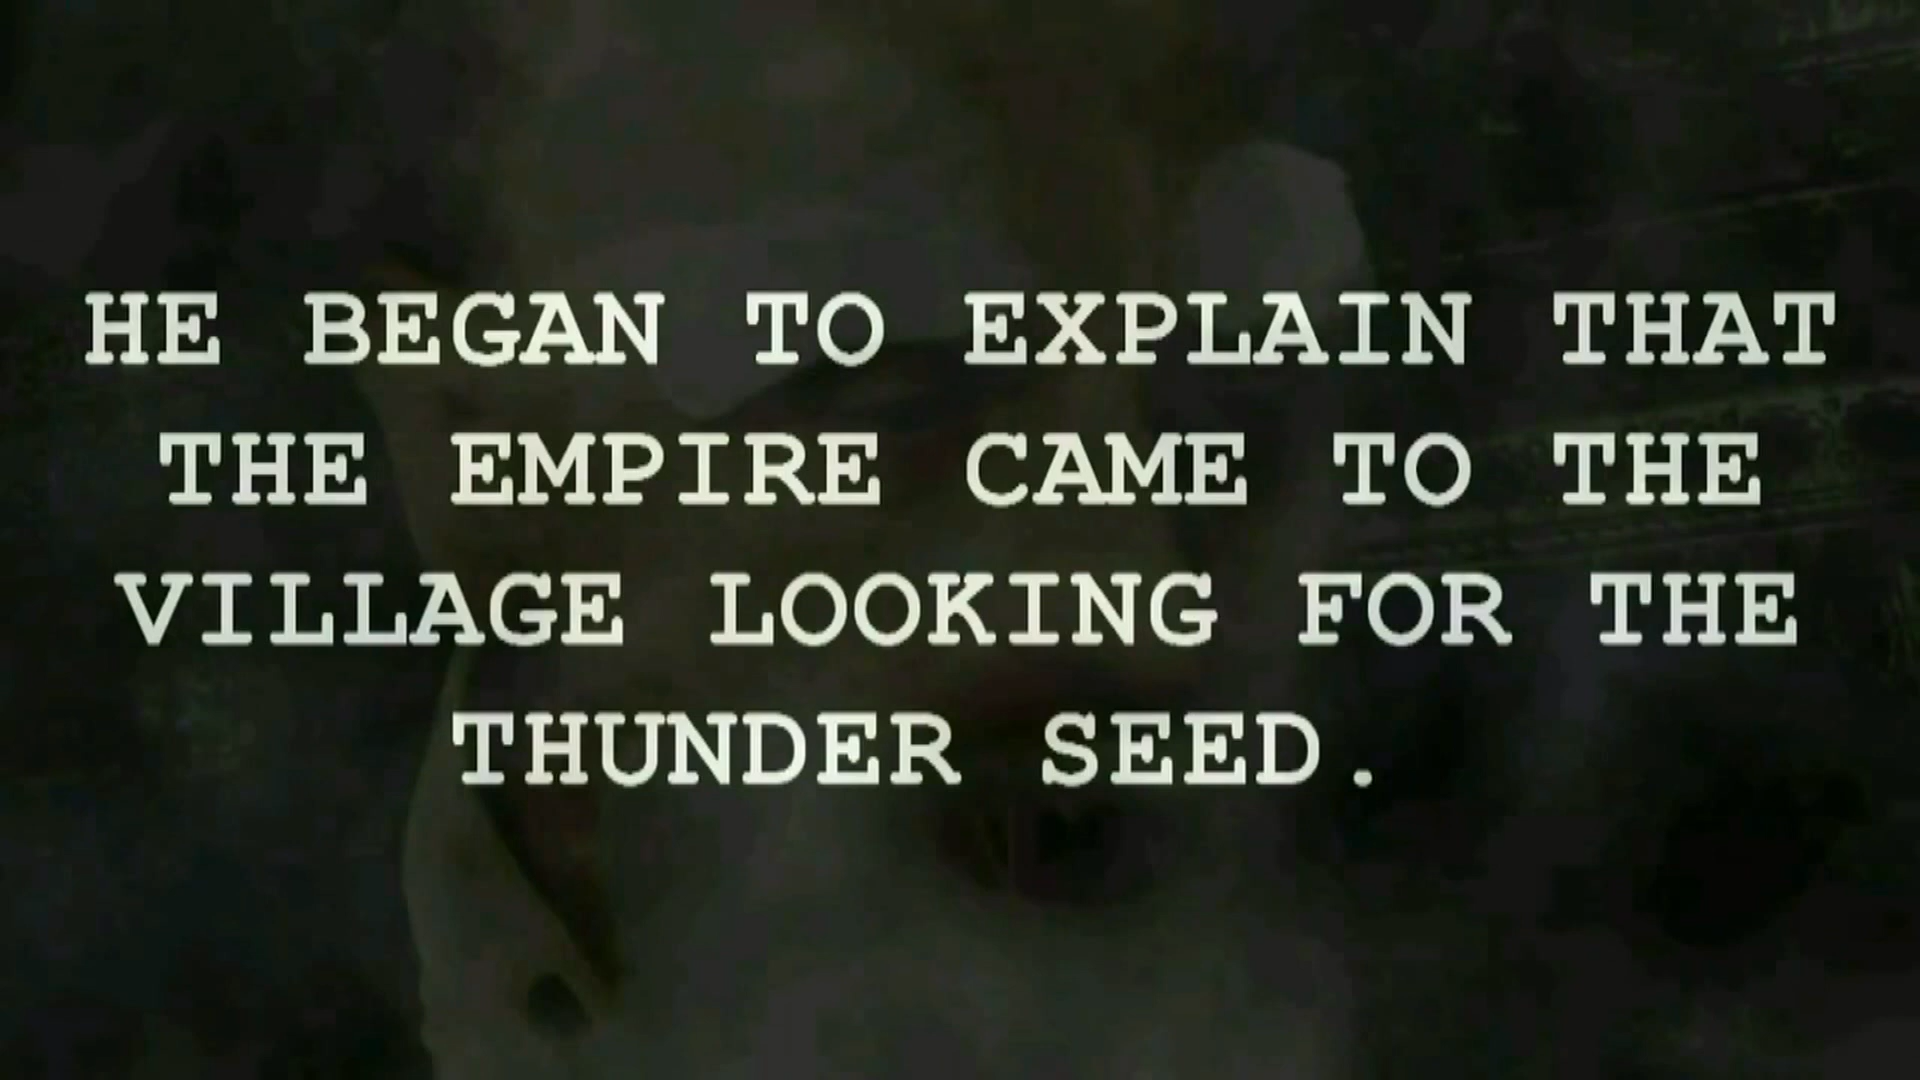 HE BEGAN TO EXPLAIN THAT
THE EMPIRE CAME TO THE
VILLAGE LOOKING FOR THE
THUNDER SEED.